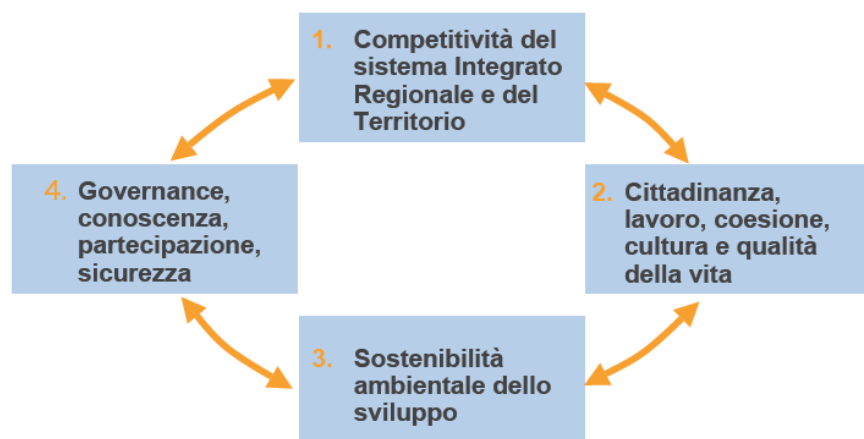 1. Competitività del
sistema Integrato
Regionale e del
Territorio
4. Governance,
conoscenza,
partecipazione,
sicurezza
2. Cittadinanza,
lavoro, coesione,
cultura e qualità
della vita
3. Sostenibilità
ambientale dello
sviluppo